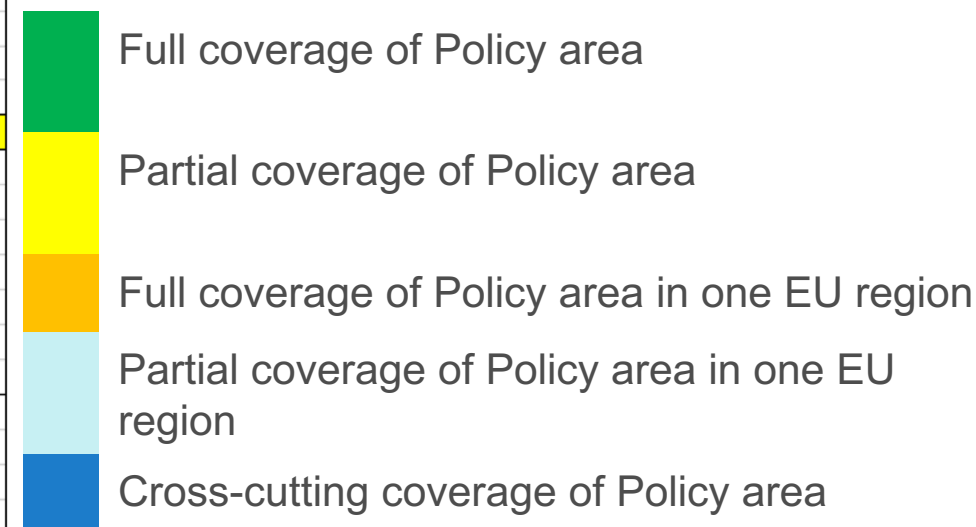 Full coverage of Policy area
Partial coverage of Policy area
Full coverage of Policy area in one EU region
Partial coverage of Policy area in one EU
region
Cross-cutting coverage of Policy area